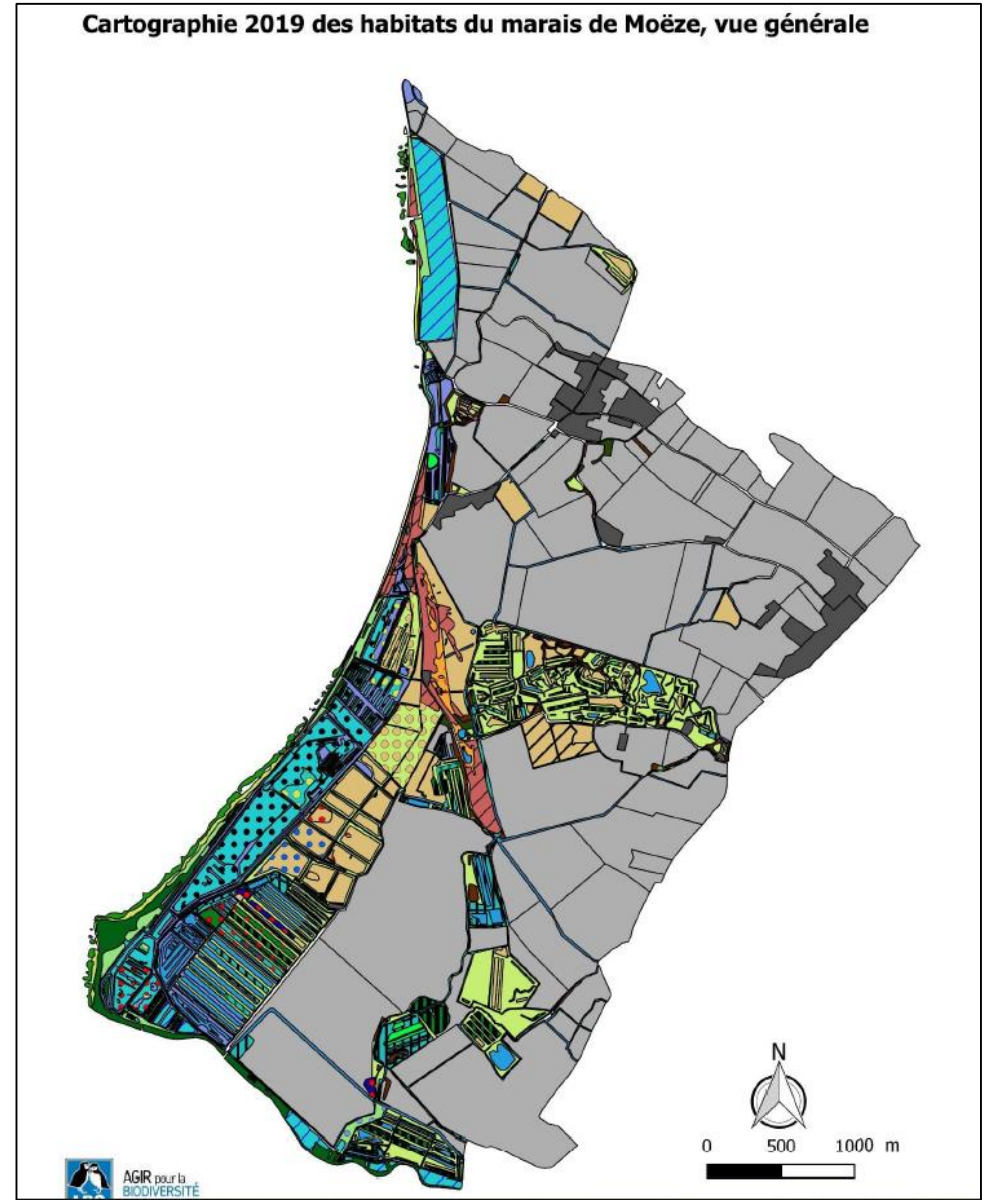 Cartographie 2019 des habitats du marais de Moëze, vue générale
N
0 500 1000 m
AGIR pour la
BIODIVERSITÉ